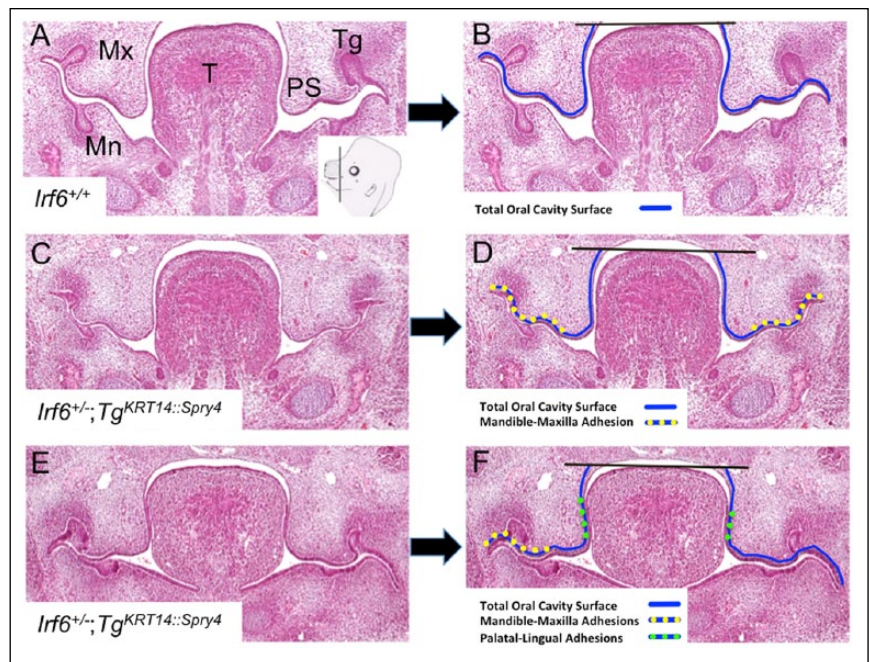 A
Mx
Tg
T
PS
Mn
Irf6+/+
B
Total Oral Cavity Surface
C
Irf6+/-;TgKRT14::Spry4
D
Total Oral Cavity Surface
Mandible-Maxilla Adhesion
E
Irf6+/-;TgKRT14::Spry4
F
Total Oral Cavity Surface
Mandible-Maxilla Adhesions
Palatal-Lingual Adhesions